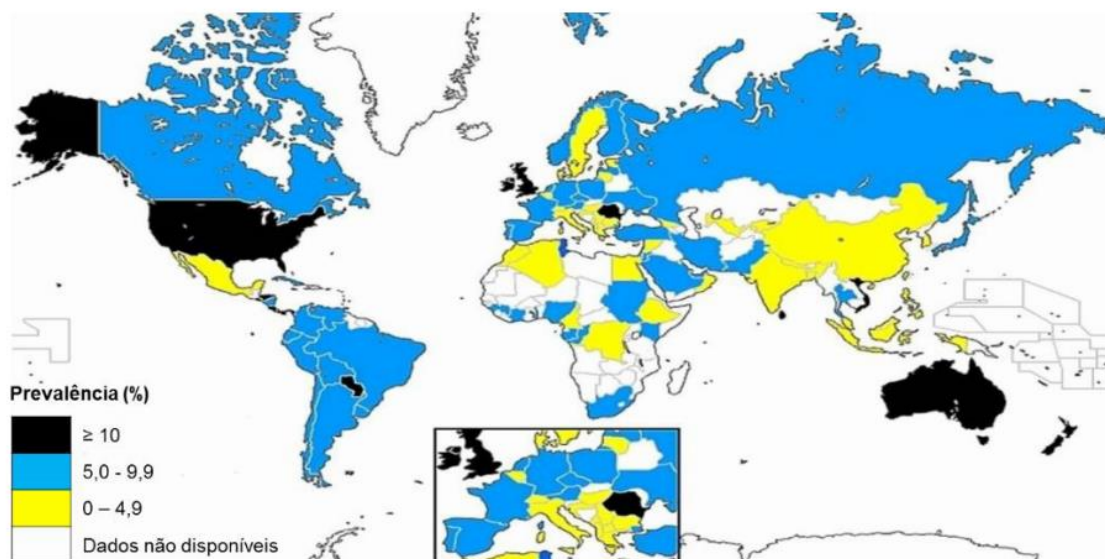 Prevalência (%)
≥ 10
5,0 - 9,9
0 – 4,9
Dados não disponíveis